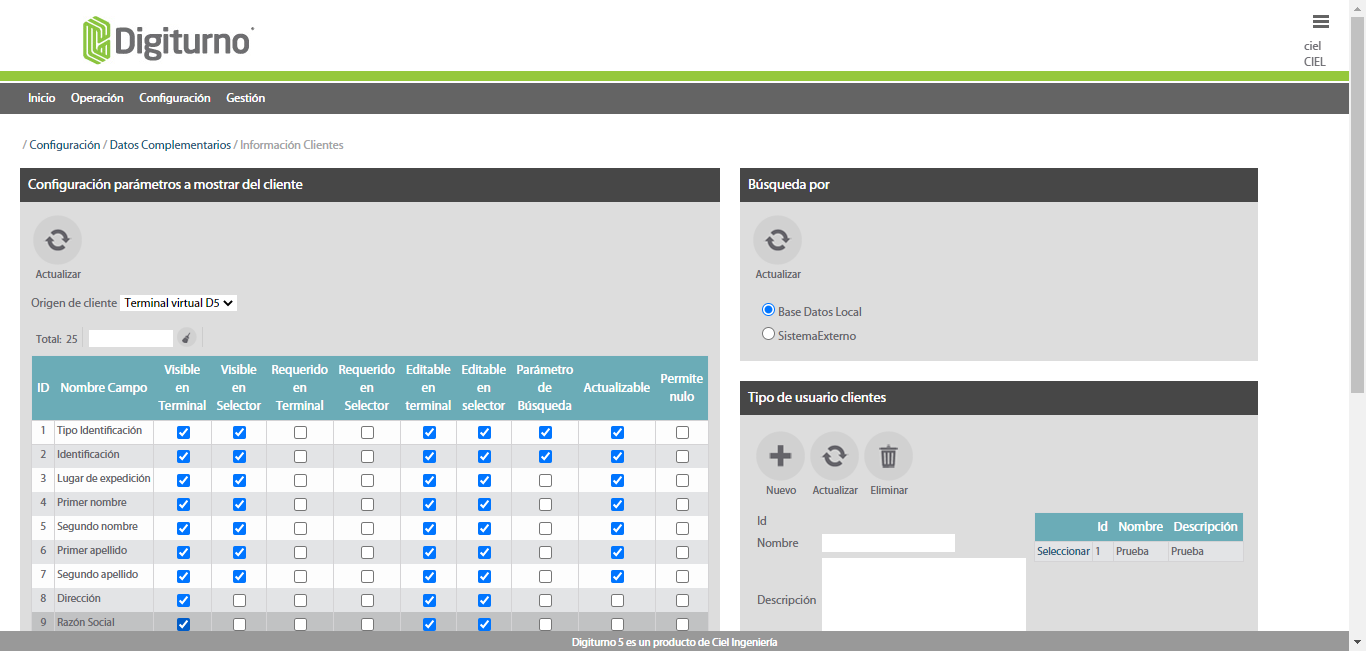 Digiturno
ciel
CIEL
Inicio Operación Configuración Gestión
/ Configuración / Datos Complementarios / Información Clientes
Configuración parámetros a mostrar del cliente
Actualizar
Origen de cliente Terminal virtual D5
Total: 25
ID Nombre Campo Visible en Terminal Visible en Selector Requerido en Terminal Requerido en Selector Editable en terminal Editable en selector Parámetro de Búsqueda Actualizable Permite nulo
1 Tipo Identificación
2 Identificación
3 Lugar de expedición
4 Primer nombre
5 Segundo nombre
6 Primer apellido
7 Segundo apellido
8 Dirección
9 Razón Social
Búsqueda por
Actualizar
Base Datos Local
SistemaExterno
Tipo de usuario clientes
Nuevo Actualizar Eliminar
Id
Nombre
Descripción
Id Nombre Descripción
Seleccionar 1 Prueba Prueba
Digiturno 5 es un producto de Ciel Ingeniería